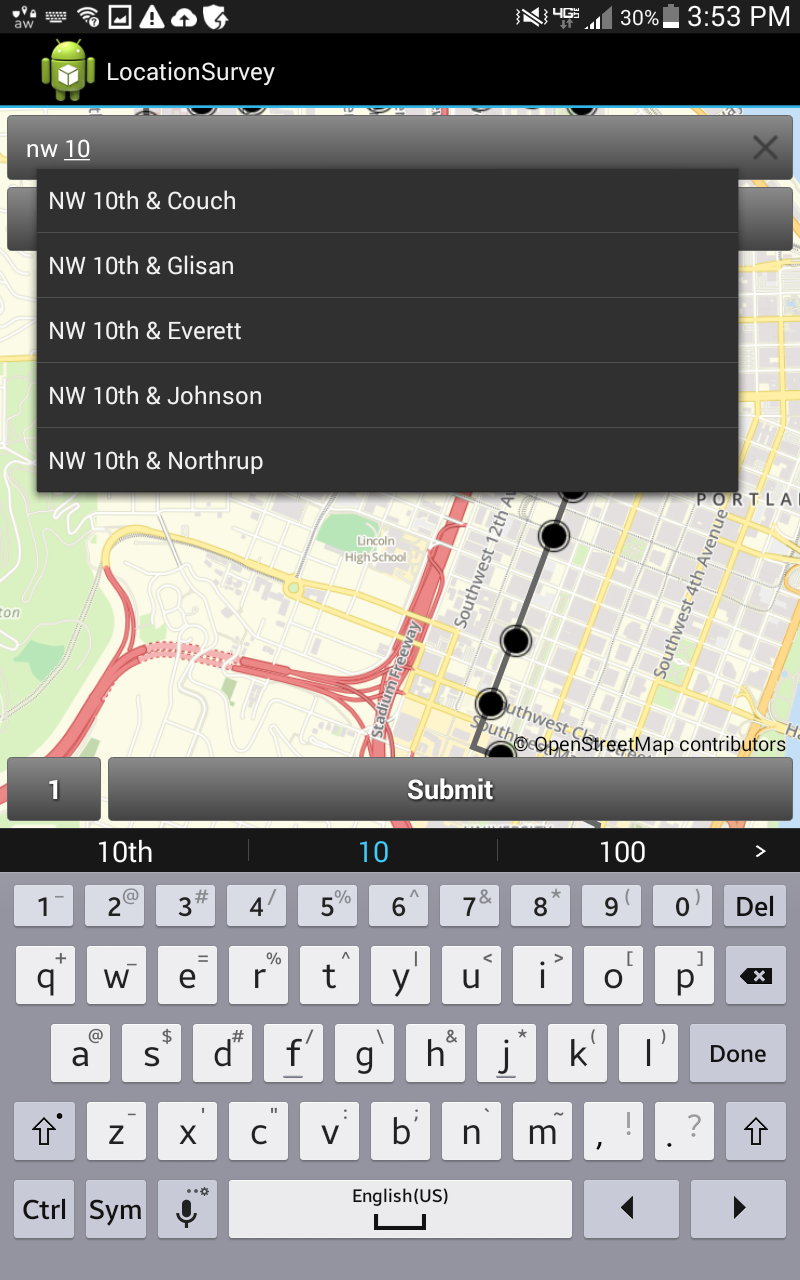 aw 4G 30% 3:53 PM
LocationSurvey
nw 10
NW 10th & Couch
NW 10th & Glisan
NW 10th & Everett
NW 10th & Johnson
NW 10th & Northrup
PORTLA
Lincoln
High School
Southwest 12th Av
Southwest 4th Avenue
ton
Stadium Freeway
© OpenStreetMap contributors
1 Submit
10th 10 100 >
1 - 2 @ 3 # 4 / 5 % 6 ^ 7 & 8 * 9 ( 0 ) Del
q + w _ e = r % t ^ y | u < i > o [ p ]
a @ s $ d # f / g \ h & j * k ( l ) Done
z - x ' c " v : b ; n ` m ~ , ! . ?
Ctrl Sym English(US)